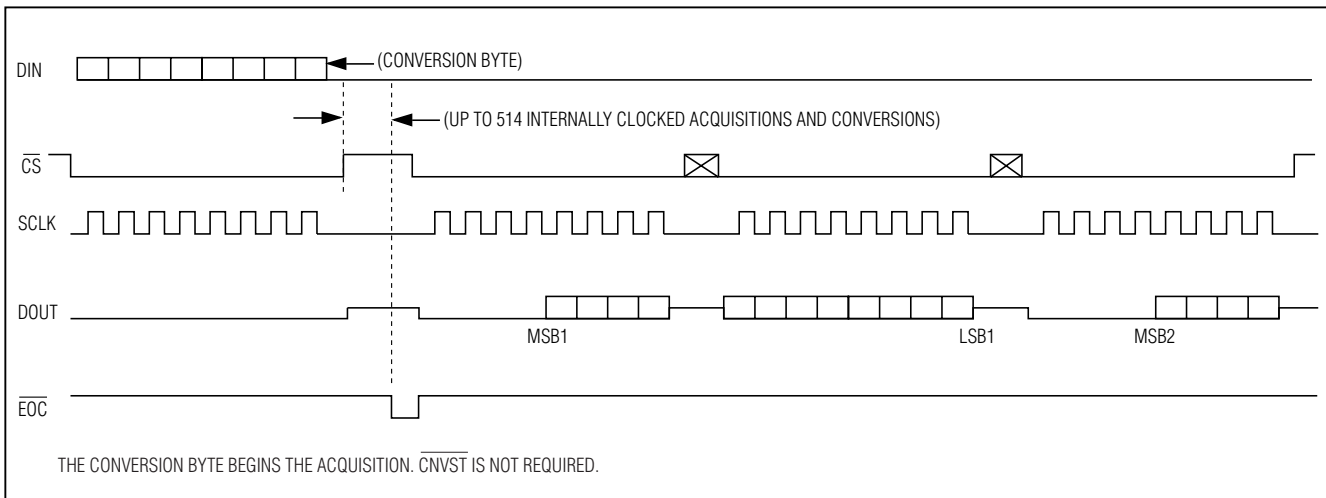 DIN
(CONVERSION BYTE)
(UP TO 514 INTERNALLY CLOCKED ACQUISITIONS AND CONVERSIONS)
CS
SCLK
DOUT
MSB1
LSB1
MSB2
EOC
THE CONVERSION BYTE BEGINS THE ACQUISITION. CNVST IS NOT REQUIRED.